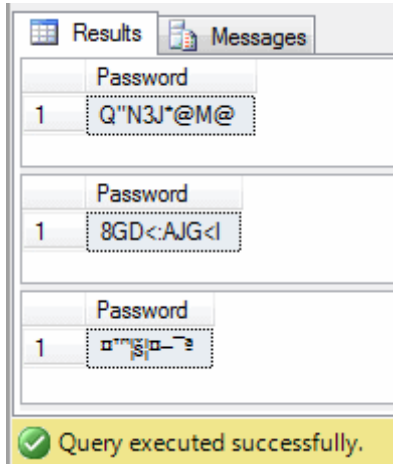 Results Messages
Password
1 Q"N3J*@M@
Password
1 8GD<:AJG<I
Password
1
Query executed successfully.